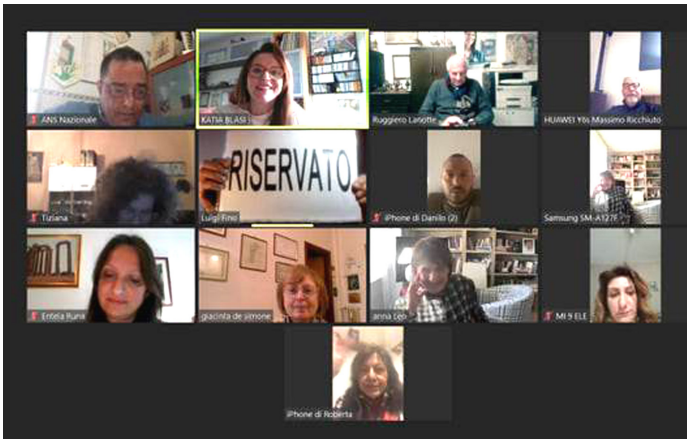 ANS Nazionale
KATIA BLASI
Ruggiero Lanotte
HUAWEI Y6s Massimo Ricchiuto
Tiziana
RISERVATO
Luigi Fino
iPhone di Danilo (2)
Samsung SM-A127F
Entela Runa
giacinta de simone
anna Leo
MI 9 ELE
iPhone di Roberta